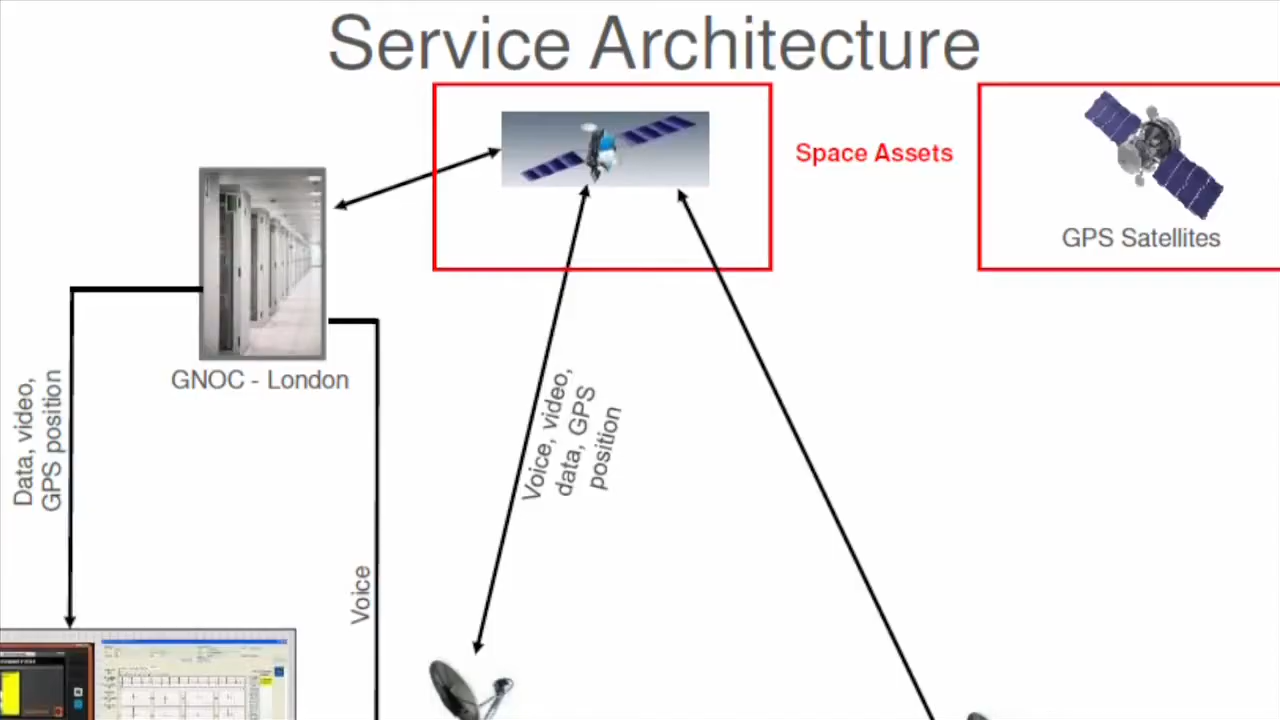 Service Architecture
Space Assets
GPS Satellites
GNOC - London
Data, video,
GPS position
Voice, video,
data, GPS
position
Voice